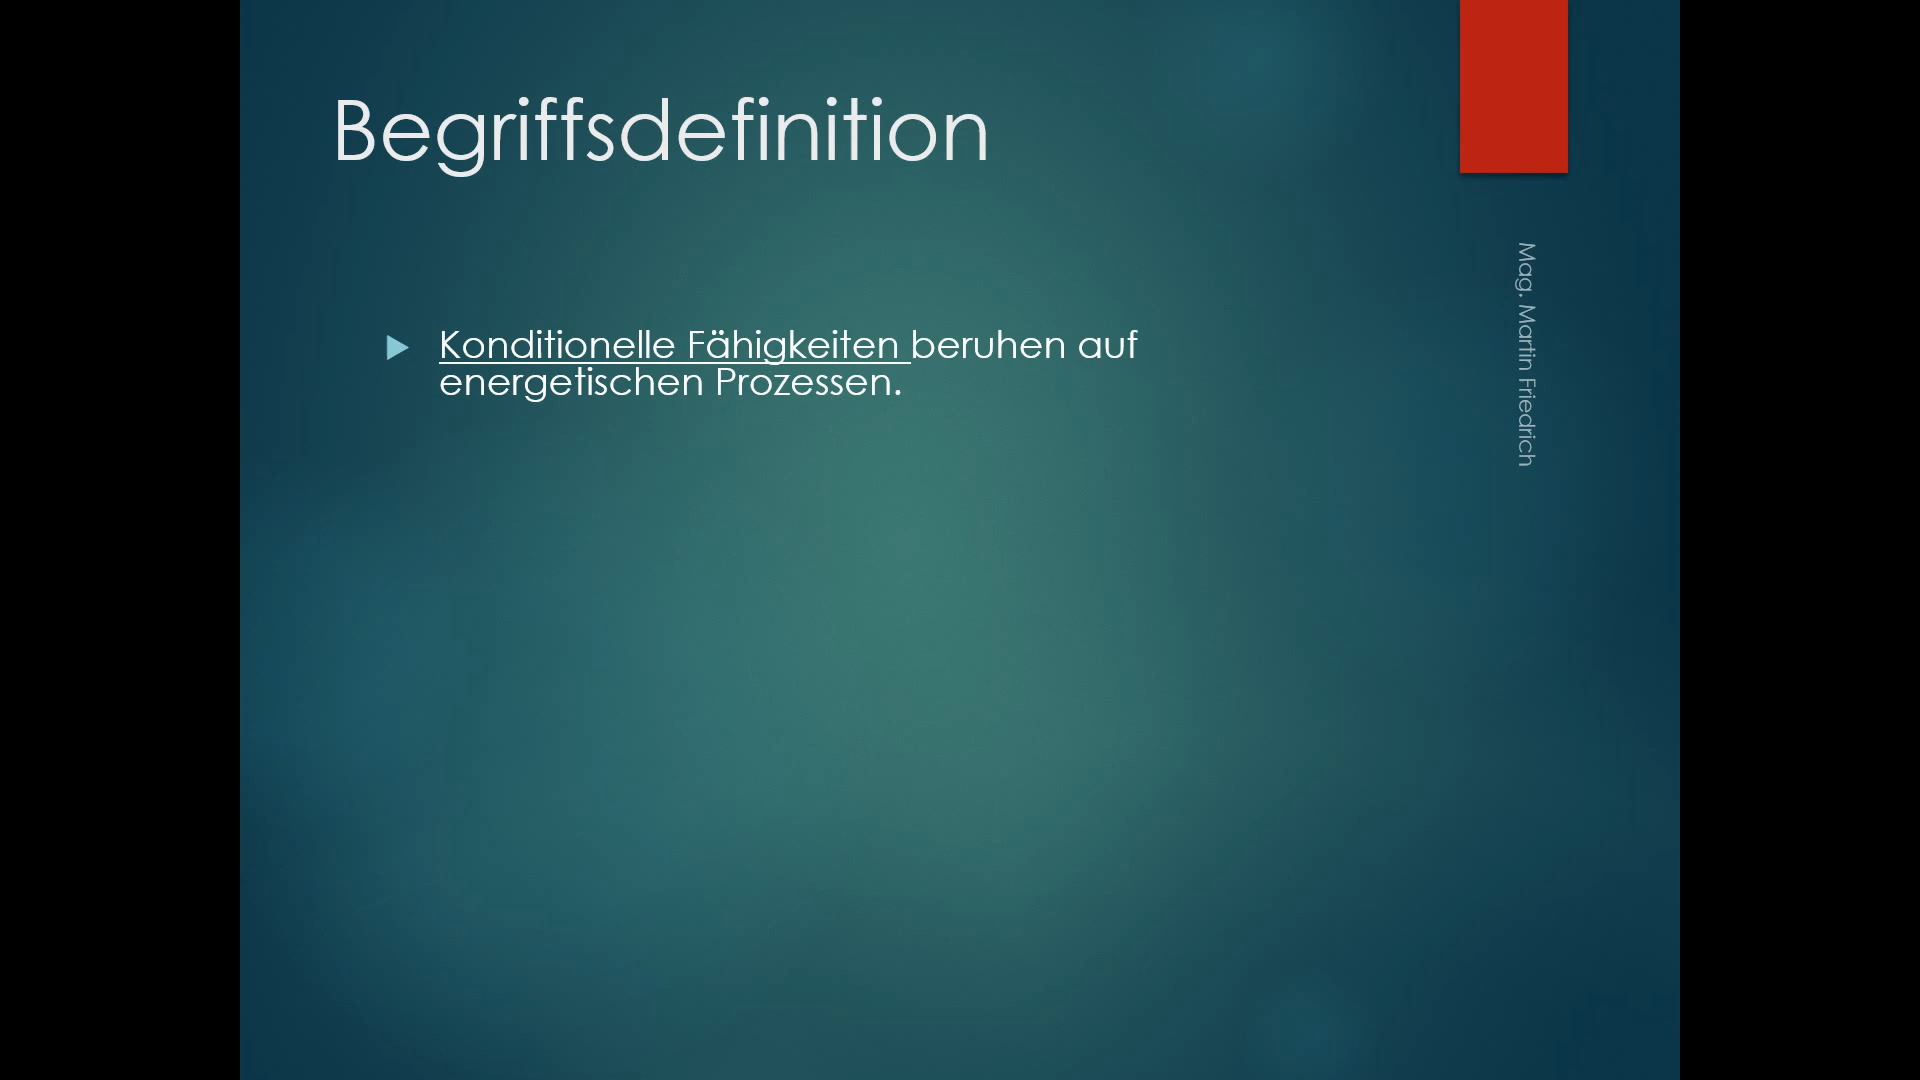 Begriffsdefinition
Konditionelle Fähigkeiten beruhen auf
energetischen Prozessen.
Mag. Martin Friedrich